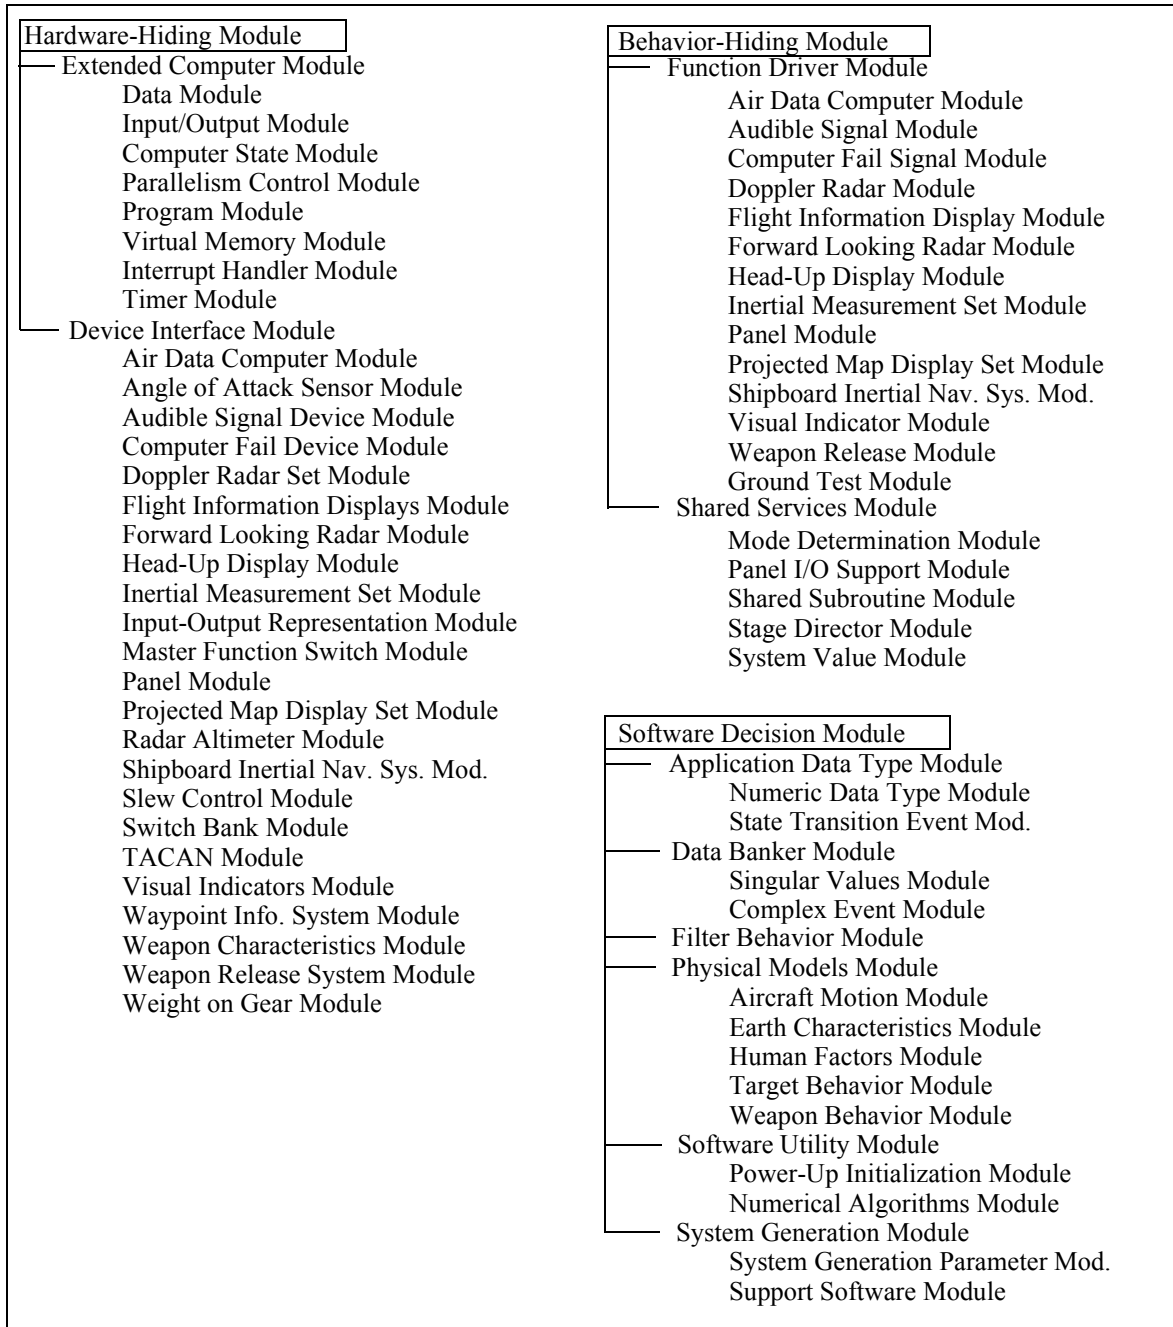 Hardware-Hiding Module
Extended Computer Module
Data Module
Input/Output Module
Computer State Module
Parallelism Control Module
Program Module
Virtual Memory Module
Interrupt Handler Module
Timer Module
Device Interface Module
Air Data Computer Module
Angle of Attack Sensor Module
Audible Signal Device Module
Computer Fail Device Module
Doppler Radar Set Module
Flight Information Displays Module
Forward Looking Radar Module
Head-Up Display Module
Inertial Measurement Set Module
Input-Output Representation Module
Master Function Switch Module
Panel Module
Projected Map Display Set Module
Radar Altimeter Module
Shipboard Inertial Nav. Sys. Mod.
Slew Control Module
Switch Bank Module
TACAN Module
Visual Indicators Module
Waypoint Info. System Module
Weapon Characteristics Module
Weapon Release System Module
Weight on Gear Module
Behavior-Hiding Module
Function Driver Module
Air Data Computer Module
Audible Signal Module
Computer Fail Signal Module
Doppler Radar Module
Flight Information Display Module
Forward Looking Radar Module
Head-Up Display Module
Inertial Measurement Set Module
Panel Module
Projected Map Display Set Module
Shipboard Inertial Nav. Sys. Mod.
Visual Indicator Module
Weapon Release Module
Ground Test Module
Shared Services Module
Mode Determination Module
Panel I/O Support Module
Shared Subroutine Module
Stage Director Module
System Value Module
Software Decision Module
Application Data Type Module
Numeric Data Type Module
State Transition Event Mod.
Data Banker Module
Singular Values Module
Complex Event Module
Filter Behavior Module
Physical Models Module
Aircraft Motion Module
Earth Characteristics Module
Human Factors Module
Target Behavior Module
Weapon Behavior Module
Software Utility Module
Power-Up Initialization Module
Numerical Algorithms Module
System Generation Module
System Generation Parameter Mod.
Support Software Module